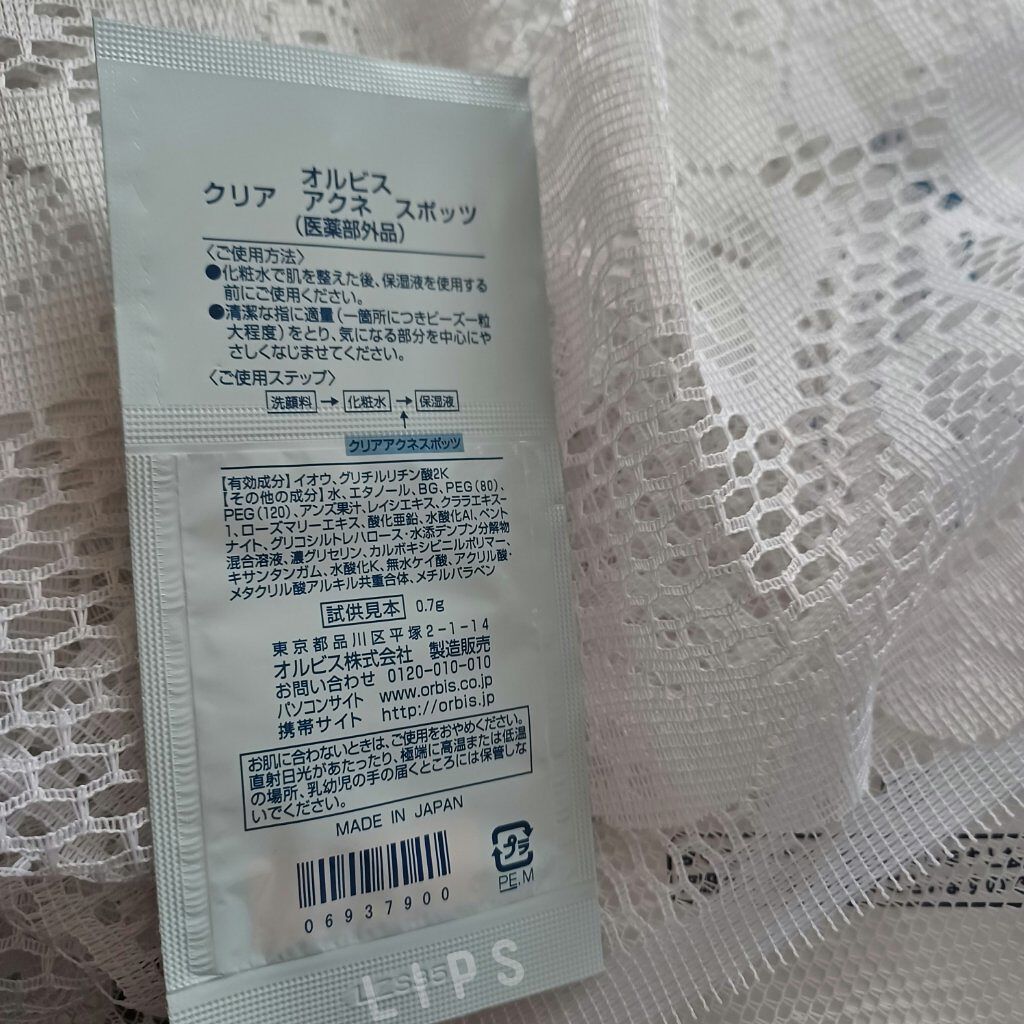 オルビス
クリア アクネ スポッツ
(医薬部外品)
〈ご使用方法〉
●化粧水で肌を整えた後、保湿液を使用する
前にご使用ください。
●清潔な指に適量(一箇所につきビーズ一粒
大程度)をとり、気になる部分を中心にや
さしくなじませてください。
〈ご使用ステップ〉
洗顔料→化粧水→保湿液
クリアアクネスポッツ
【有効成分】イオウ、グリチルリチン酸2K
【その他の成分】水、エタノール、BG、PEG(80)、
PEG(120)、アンズ果汁、レイシエキス、クララエキス-
1、ローズマリーエキス、酸化亜鉛、水酸化Al、ベント
ナイト、グリコシルトレハロース・水添デンプン分解物
混合溶液、濃グリセリン、カルボキシビニルポリマー、
キサンタンガム、水酸化K、無水ケイ酸、アクリル酸・
メタクリル酸アルキル共重合体、メチルパラベン
試供見本 0.7g
東京都品川区平塚2-1-14
オルビス株式会社 製造販売
お問い合わせ 0120-010-010
パソコンサイト www.orbis.co.jp
携帯サイト http://orbis.jp
お肌に合わないときは、ご使用をおやめください。
直射日光があたったり、極端に高温または低温
の場所、乳幼児の手の届くところには保管しな
いでください。
MADE IN JAPAN
プラ
PE,M
06937900
LIPS